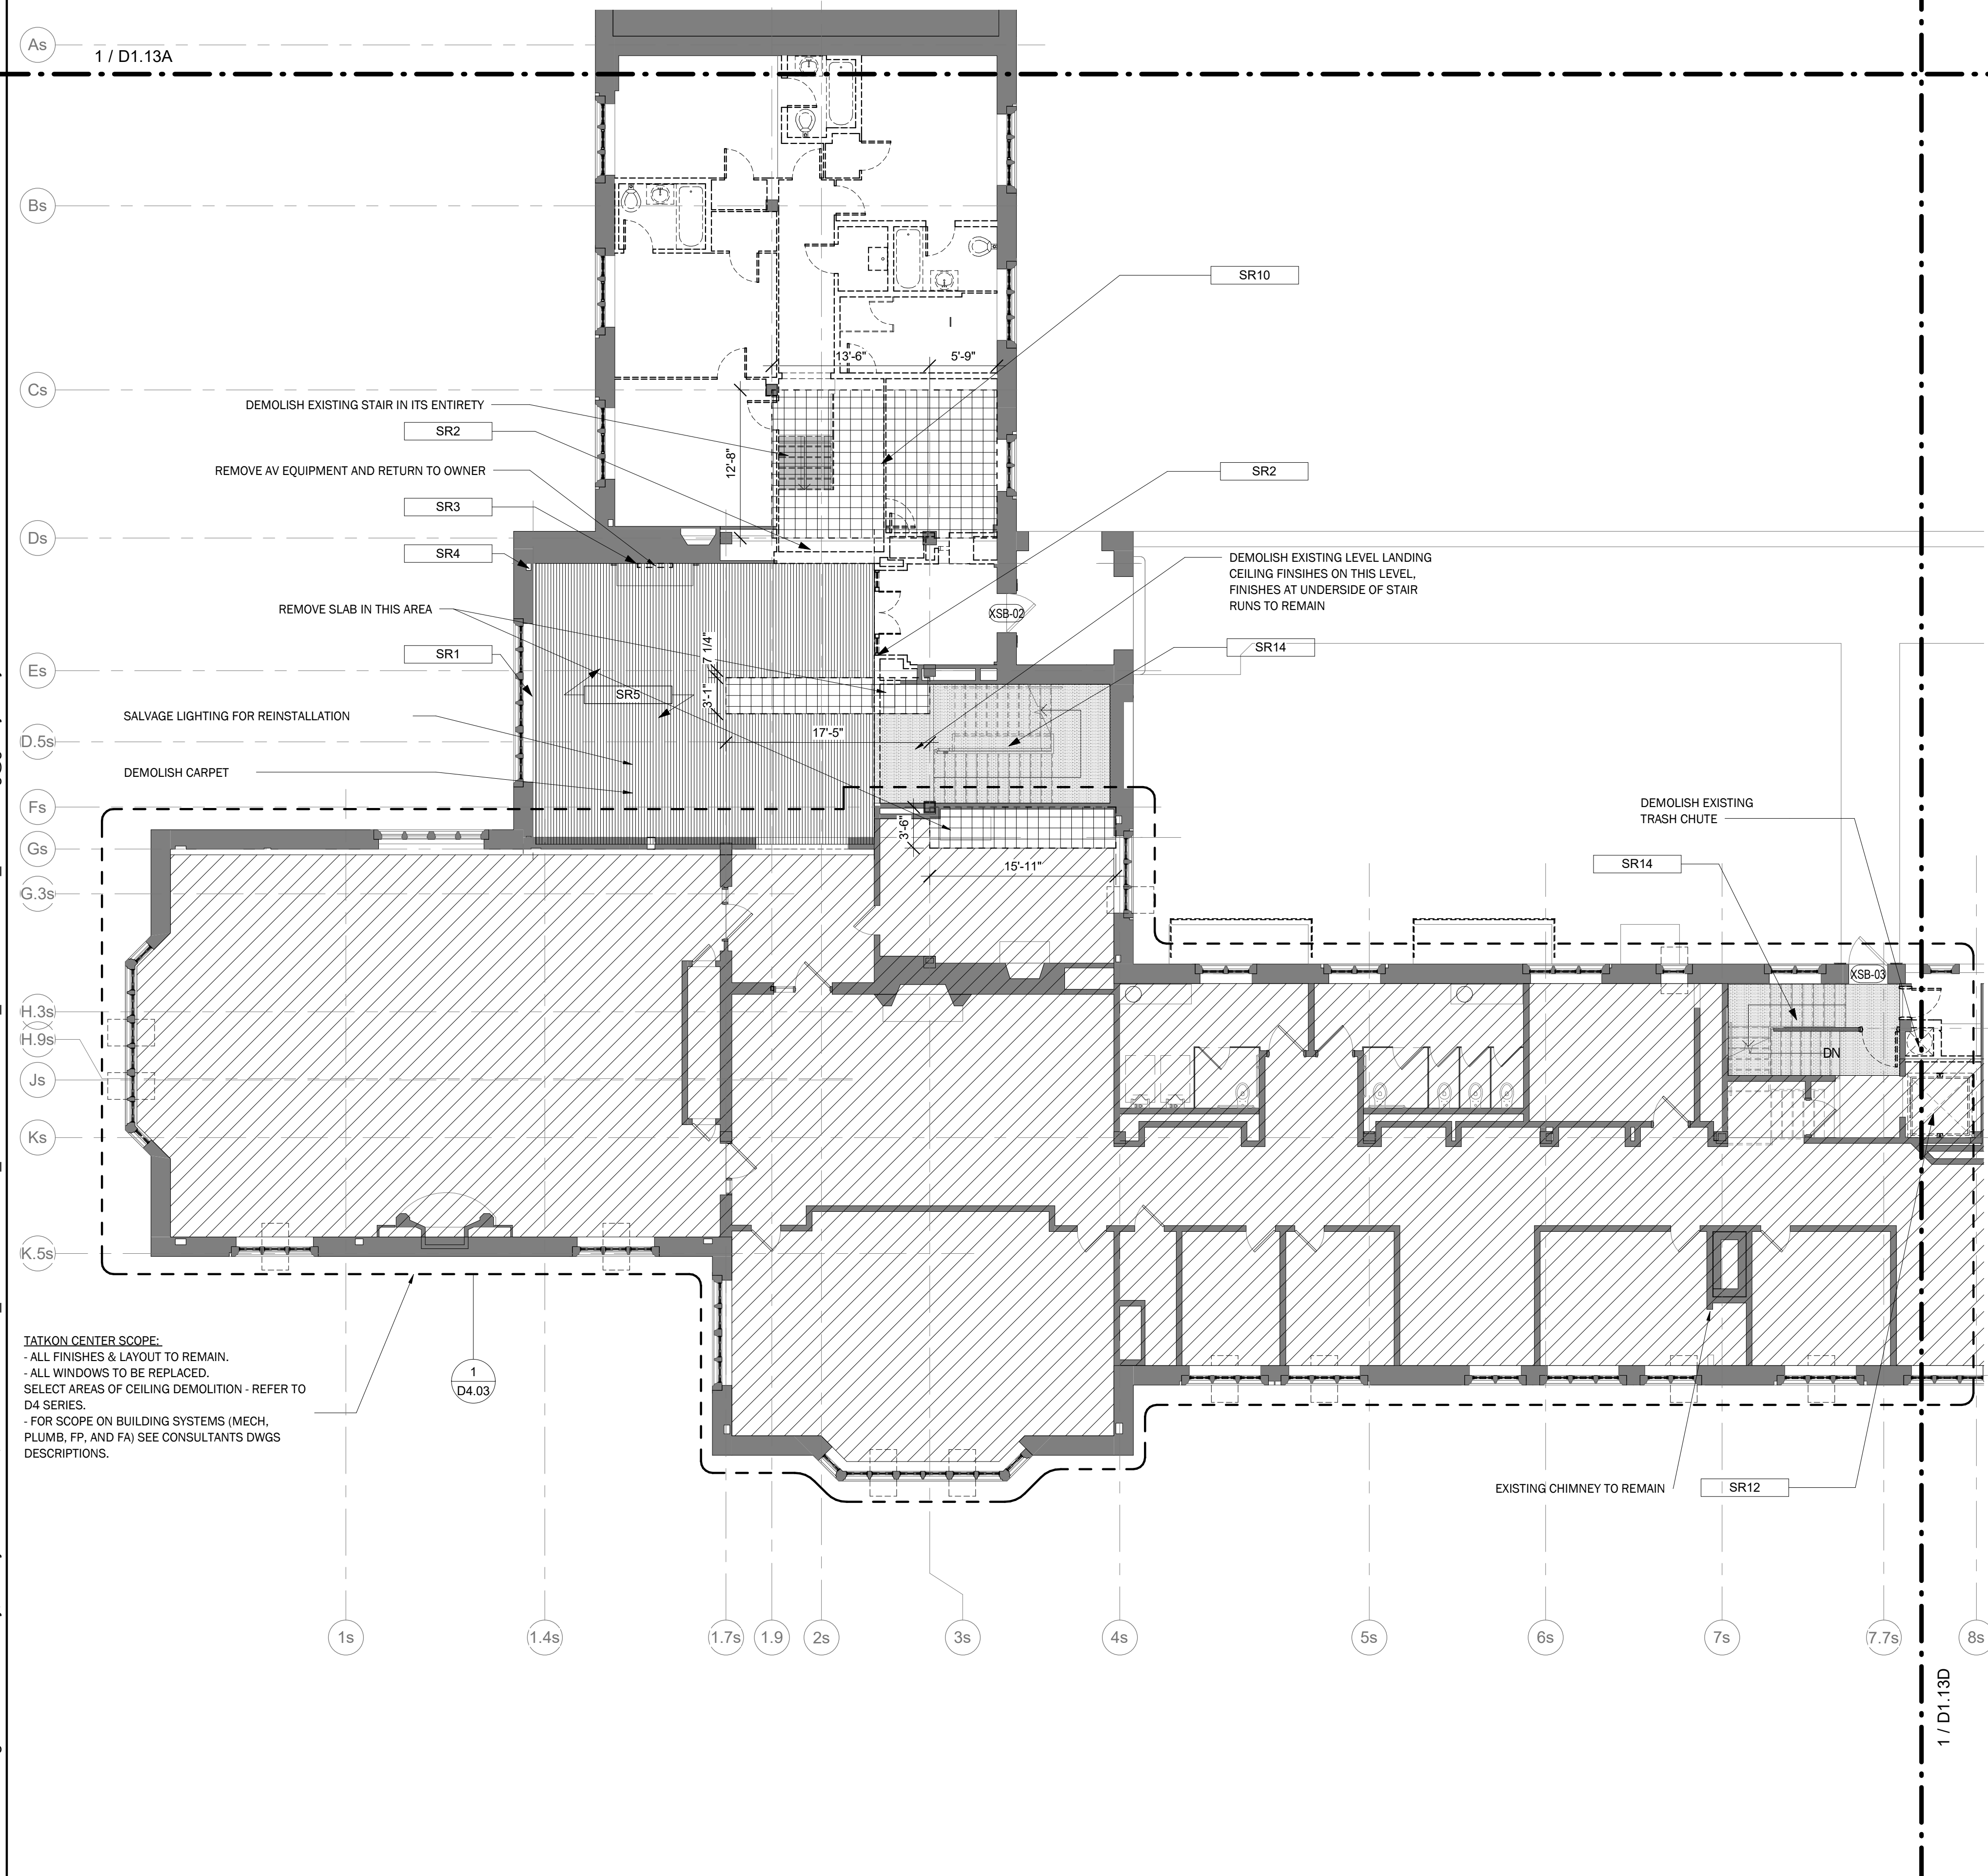 As
1 / D1.13A
Bs
SR10
I
13'-6"
5'-9"
Cs
DEMOLISH EXISTING STAIR IN ITS ENTIRETY
SR2
12'-8"
REMOVE AV EQUIPMENT AND RETURN TO OWNER
SR2
SR3
Ds
SR4
DEMOLISH EXISTING LEVEL LANDING
CEILING FINSIHES ON THIS LEVEL,
FINISHES AT UNDERSIDE OF STAIR
RUNS TO REMAIN
REMOVE SLAB IN THIS AREA
XSB-02
SR1
7 1/4"
SR14
Es
SR5
3'-1"
SALVAGE LIGHTING FOR REINSTALLATION
D.5s
17'-5"
DEMOLISH CARPET
Fs
DEMOLISH EXISTING
TRASH CHUTE
3'-6"
Gs
15'-11"
SR14
G.3s
XSB-03
H.3s
H.9s
DN
Js
Ks
K.5s
TATKON CENTER SCOPE:
- ALL FINISHES & LAYOUT TO REMAIN.
- ALL WINDOWS TO BE REPLACED.
SELECT AREAS OF CEILING DEMOLITION - REFER TO
D4 SERIES.
- FOR SCOPE ON BUILDING SYSTEMS (MECH,
PLUMB, FP, AND FA) SEE CONSULTANTS DWGS
DESCRIPTIONS.
1
D4.03
EXISTING CHIMNEY TO REMAIN
SR12
1s
1.4s
1.7s
1.9
2s
3s
4s
5s
6s
7s
7.7s
8s
1 / D1.13D